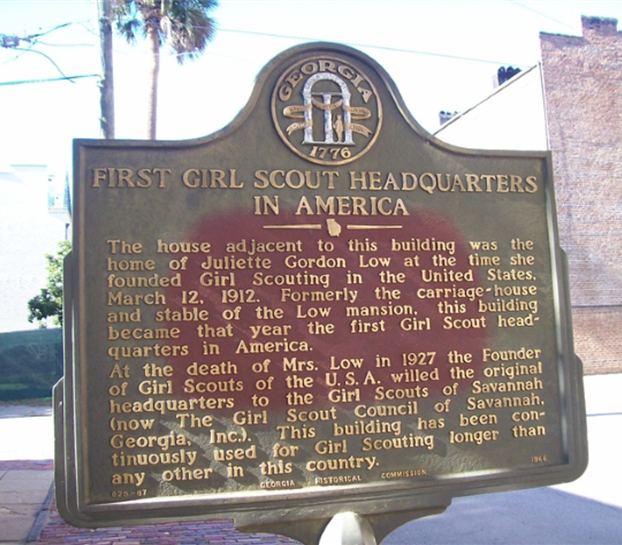 GEORGIA
1776
FIRST GIRL SCOUT HEADQUARTERS
IN AMERICA
The house adjacent to this building was the
home of Juliette Gordon Low at the time she
founded Girl Scouting in the United States,
March 12, 1912. Formerly the carriage-house
and stable of the Low mansion, this building
became that year the first Girl Scout head-
quarters in America.
At the death of Mrs. Low in 1927 the Founder
of Girl Scouts of the U.S.A. willed the original
headquarters to the Girl Scouts of Savannah
(now The Girl Scout Council of Savannah,
Georgia, Inc.). This building has been con-
tinuously used for Girl Scouting longer than
any other in this country.
GEORGIA HISTORICAL COMMISSION